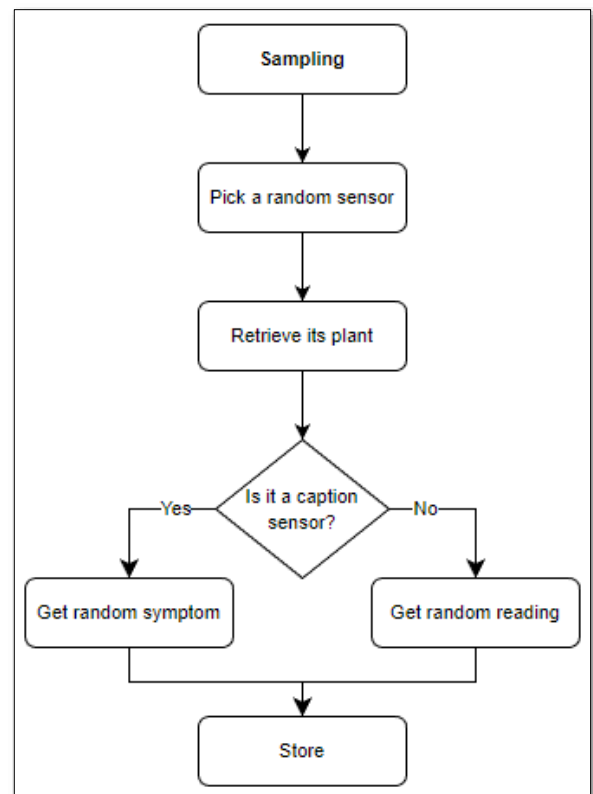 Sampling
Pick a random sensor
Retrieve its plant
Is it a caption
sensor?
Yes
No
Get random symptom
Get random reading
Store